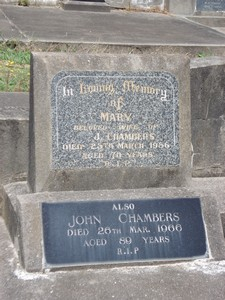 In Loving Memory
of
MARY
BELOVED WIFE OF
J. CHAMBERS
DIED 25TH MARCH 1956
AGED 76 YEARS
R.I.P.
ALSO
JOHN CHAMBERS
DIED 26TH MAR. 1966
AGED 89 YEARS
R.I.P